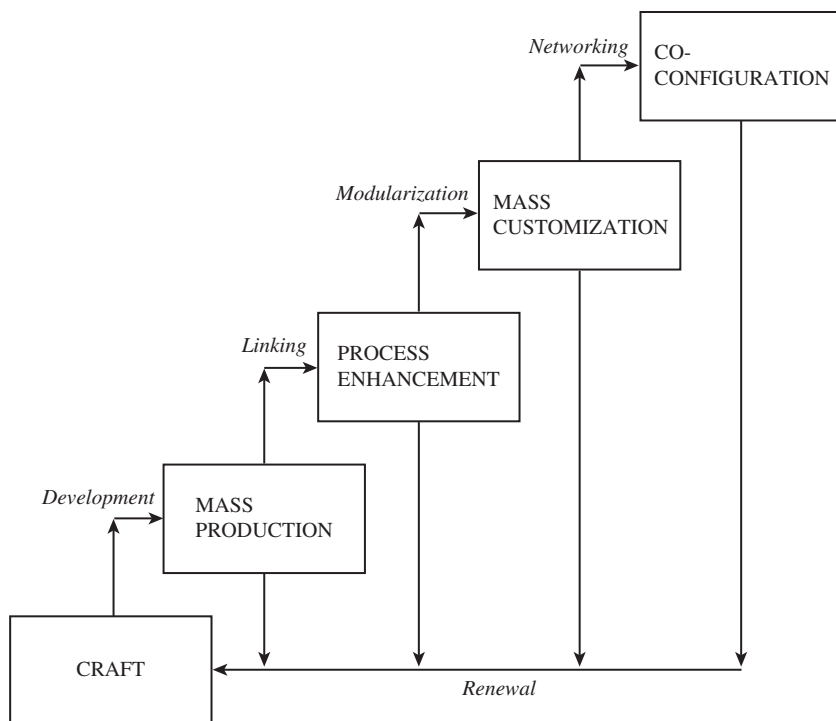 Networking
CO-
CONFIGURATION
Modularization
MASS
CUSTOMIZATION
Linking
PROCESS
ENHANCEMENT
Development
MASS
PRODUCTION
CRAFT
Renewal